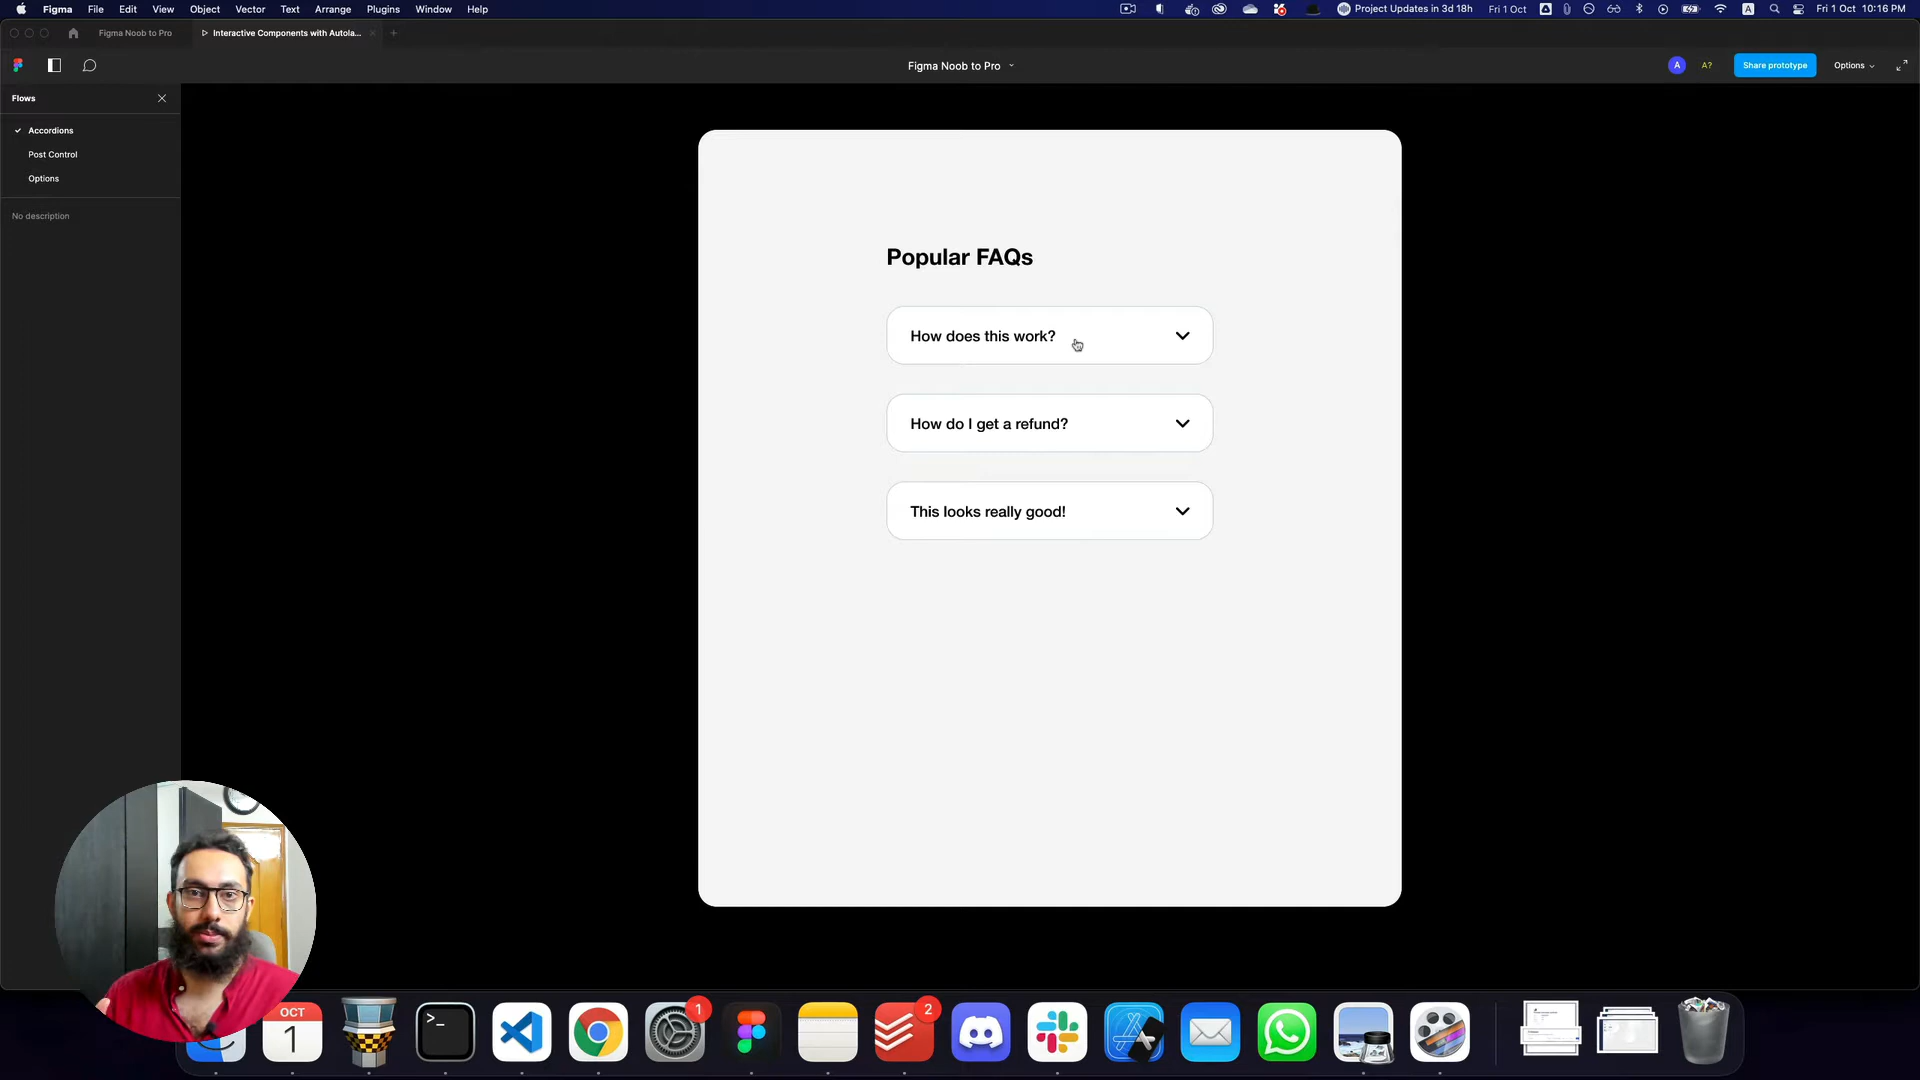 Figma File Edit View Object Vector Text Arrange Plugins Window Help Project Updates in 3d 18h Fri 1 Oct A Fri 1 Oct 10:16 PM
Figma Noob to Pro Interactive Components with Autola...
Figma Noob to Pro A A? Share prototype Options
Flows
Accordions
Post Control
Options
No description
Popular FAQs
How does this work?
How do I get a refund?
This looks really good!
OCT
1
>_
1
2